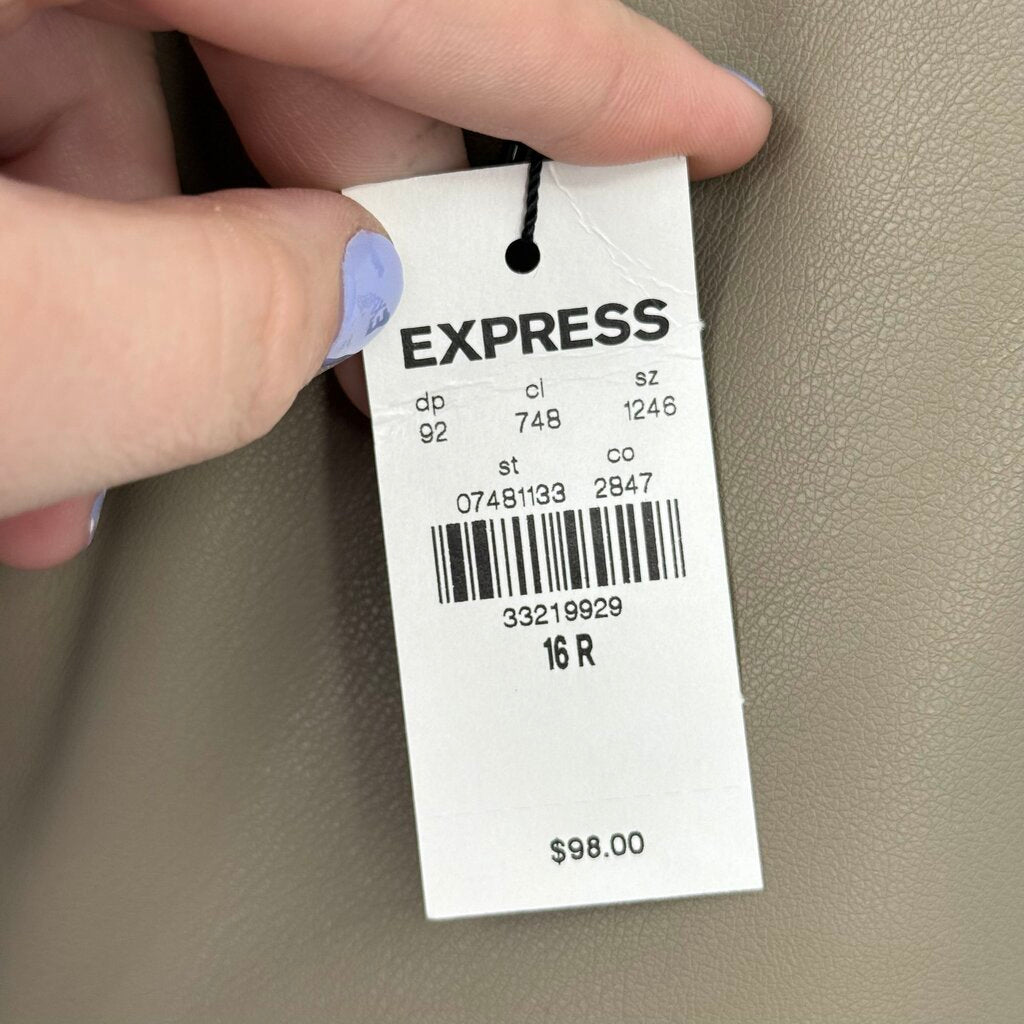 EXPRESS
dp cl sz
92 748 1246
st co
07481133 2847
33219929
16 R
$98.00